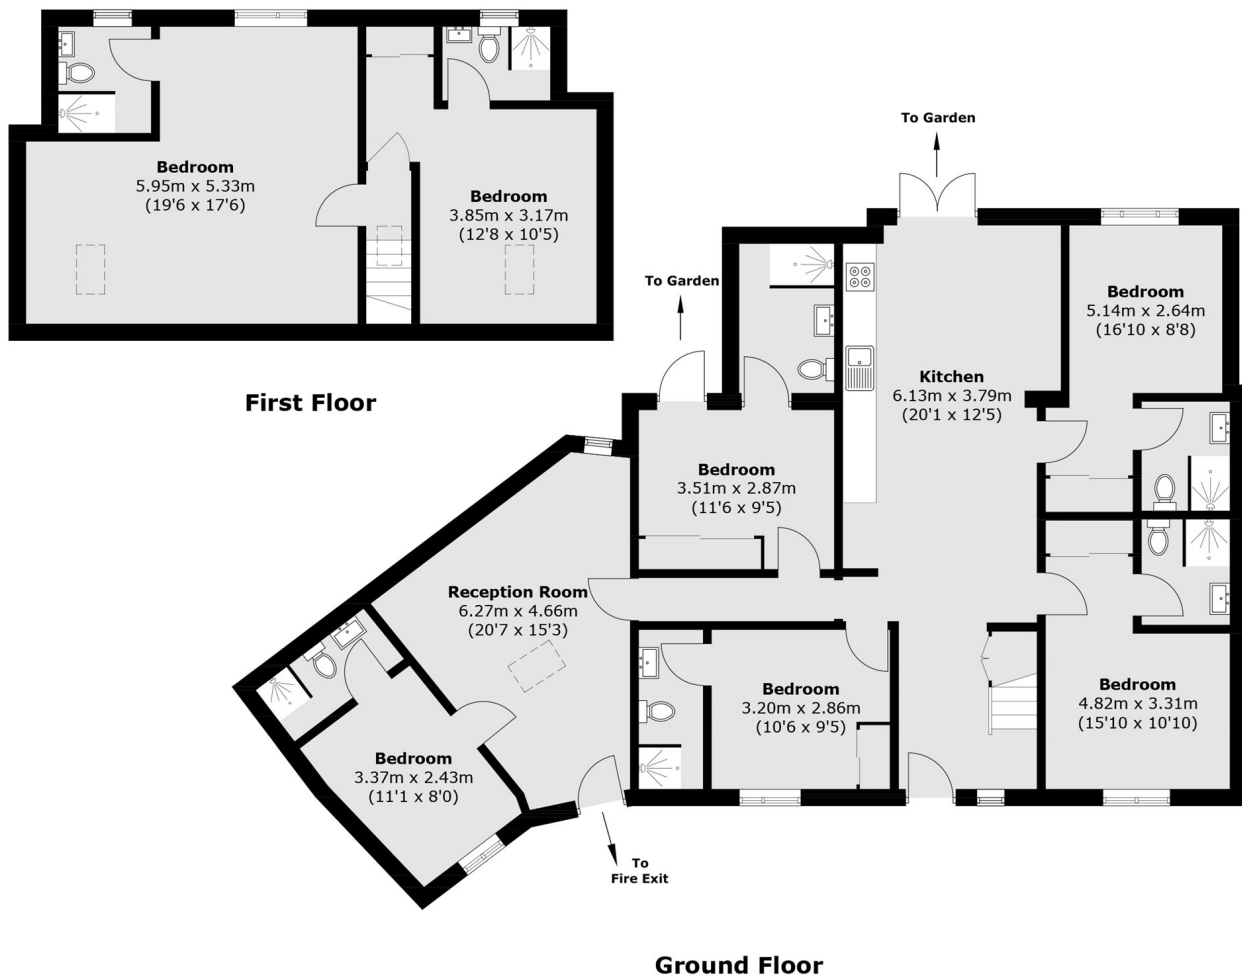 Bedroom
5.95m x 5.33m
(19'6 x 17'6)
Bedroom
3.85m x 3.17m
(12'8 x 10'5)
First Floor
To Garden
To Garden
Bedroom
5.14m x 2.64m
(16'10 x 8'8)
Kitchen
6.13m x 3.79m
(20'1 x 12'5)
Bedroom
3.51m x 2.87m
(11'6 x 9'5)
Reception Room
6.27m x 4.66m
(20'7 x 15'3)
Bedroom
3.20m x 2.86m
(10'6 x 9'5)
Bedroom
4.82m x 3.31m
(15'10 x 10'10)
Bedroom
3.37m x 2.43m
(11'1 x 8'0)
To
Fire Exit
Ground Floor